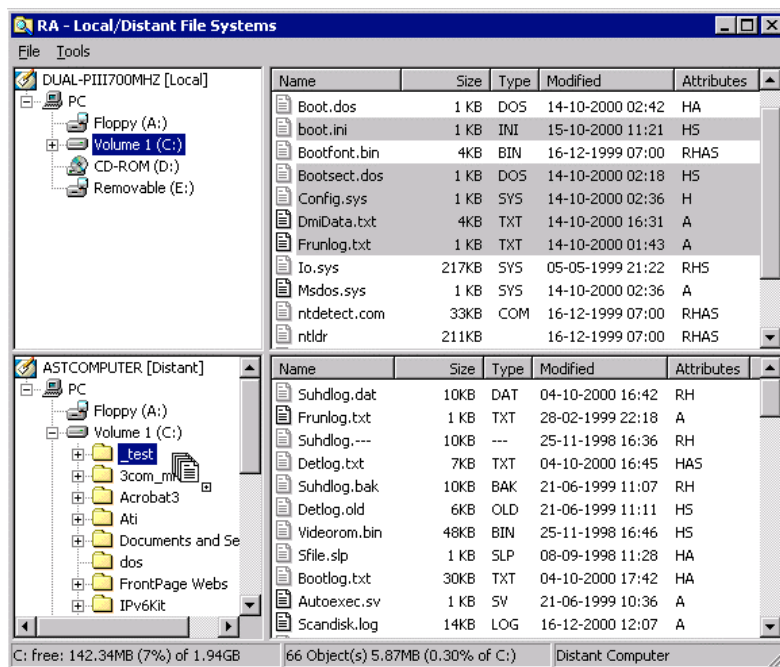 RA - Local/Distant File Systems
File Tools
DUAL-PIII700MHZ [Local]
PC
Floppy (A:)
Volume 1 (C:)
CD-ROM (D:)
Removable (E:)
Name Size Type Modified Attributes
Boot.dos 1 KB DOS 14-10-2000 02:42 HA
boot.ini 1 KB INI 15-10-2000 11:21 HS
Bootfont.bin 4KB BIN 16-12-1999 07:00 RHAS
Bootsect.dos 1 KB DOS 14-10-2000 02:18 HS
Config.sys 1 KB SYS 14-10-2000 02:36 H
DmiData.txt 4KB TXT 14-10-2000 16:31 A
Frunlog.txt 1 KB TXT 14-10-2000 01:43 A
Io.sys 217KB SYS 05-05-1999 21:22 RHS
Msdos.sys 1 KB SYS 14-10-2000 02:36 A
ntdetect.com 33KB COM 16-12-1999 07:00 RHAS
ntldr 211KB 16-12-1999 07:00 RHAS
ASTCOMPUTER [Distant]
PC
Floppy (A:)
Volume 1 (C:)
_test
3com_
Acrobat3
Ati
Documents and Se
dos
FrontPage Webs
IPv6Kit
Name Size Type Modified Attributes
Suhdlog.dat 10KB DAT 04-10-2000 16:42 RH
Frunlog.txt 1 KB TXT 28-02-1999 22:18 A
Suhdlog.--- 10KB --- 25-11-1998 16:36 RH
Detlog.txt 7KB TXT 04-10-2000 16:45 HAS
Suhdlog.bak 10KB BAK 21-06-1999 11:07 RH
Detlog.old 6KB OLD 21-06-1999 11:11 HS
Videorom.bin 48KB BIN 25-11-1998 16:46 HS
Sfile.slp 1 KB SLP 08-09-1998 11:28 HA
Bootlog.txt 30KB TXT 04-10-2000 17:42 HA
Autoexec.sv 1 KB SV 21-06-1999 10:36 A
Scandisk.log 14KB LOG 16-12-2000 12:07 A
C: free: 142.34MB (7%) of 1.94GB
66 Object(s) 5.87MB (0.30% of C:)
Distant Computer